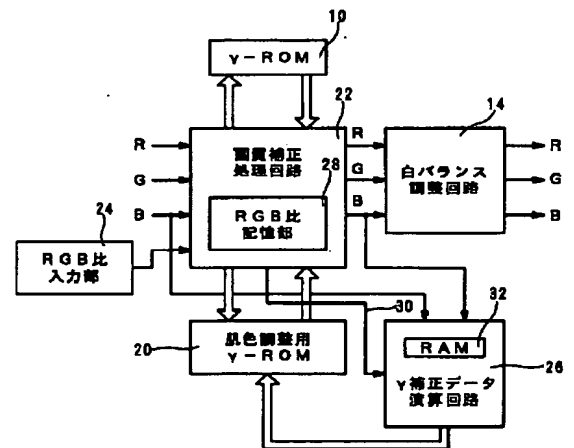 10
γ-ROM
22
14
R
G
B
画質補正
処理回路
28
RGB比
記憶部
R
G
B
白バランス
調整回路
R
G
B
24
RGB比
入力部
30
32
20
肌色調整用
γ-ROM
RAM
γ補正データ
演算回路
26